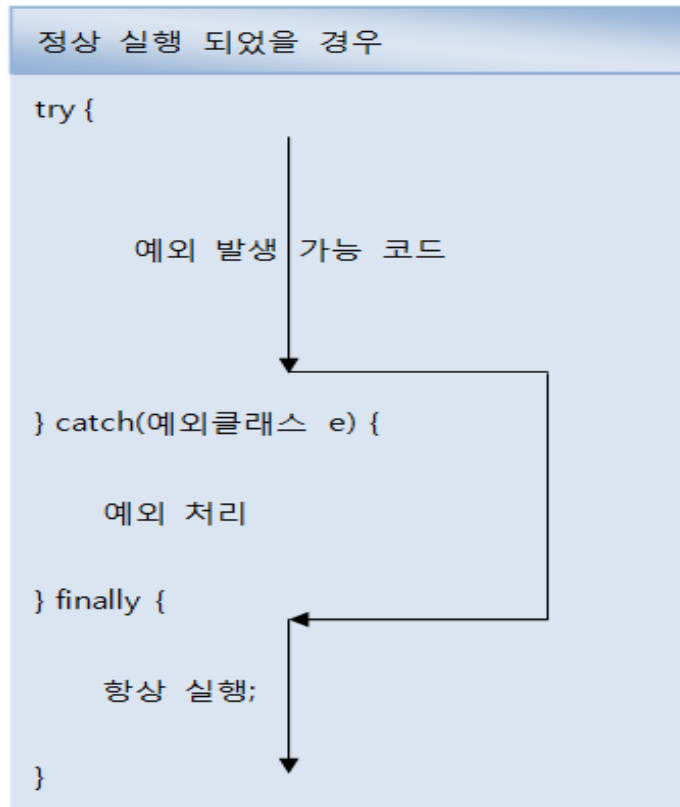 정상 실행 되었을 경우
try {
예외 발생 가능 코드
} catch(예외클래스 e) {
예외 처리
} finally {
항상 실행;
}